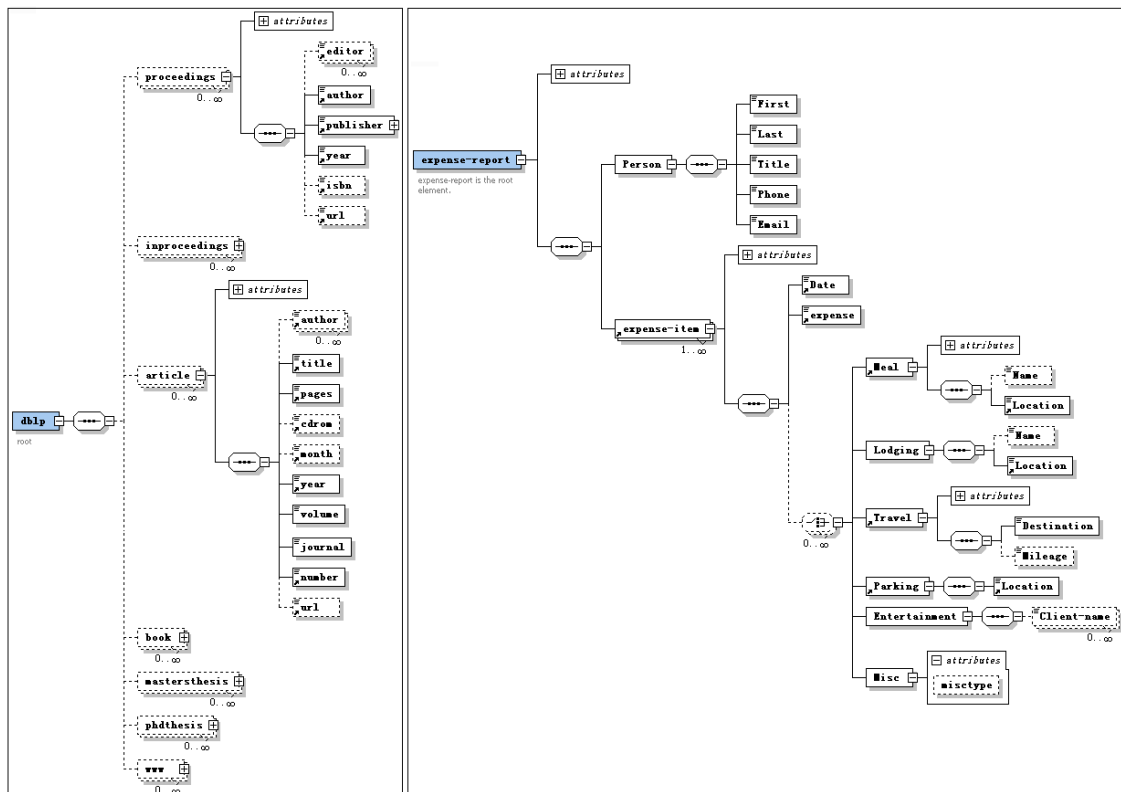 attributes
editor
0..∞
proceedings
0..∞
author
publisher
year
isbn
url
inproceedings
0..∞
attributes
author
0..∞
title
article
0..∞
pages
cdrom
dblp
root
month
year
volume
journal
number
url
book
0..∞
mastersthesis
0..∞
phdthesis
0..∞
www
0..∞
attributes
First
Last
expense-report
expense-report is the root
element.
Person
Title
Phone
Email
attributes
Date
expense
expense-item
1..∞
attributes
Meal
Name
Location
Lodging
Name
Location
attributes
Travel
Destination
0..∞
Mileage
Parking
Location
Entertainment
Client-name
0..∞
attributes
Misc
misctype